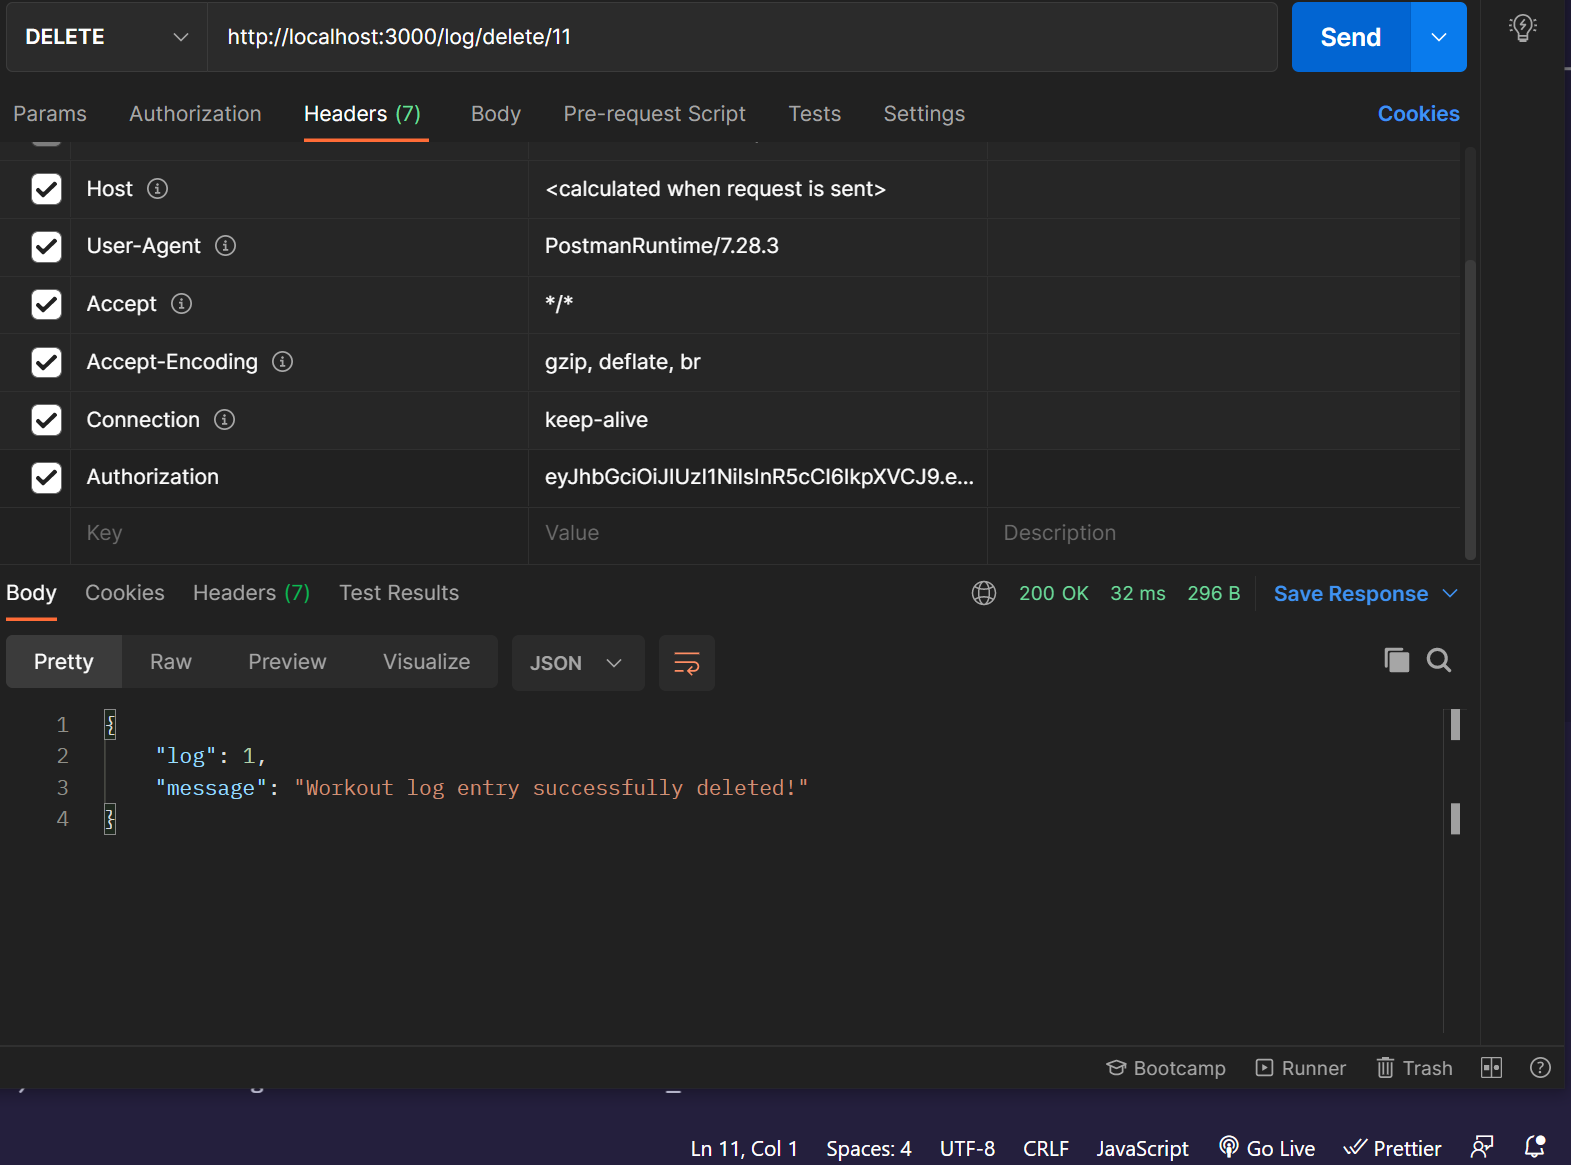 DELETE http://localhost:3000/log/delete/11 Send
Params Authorization Headers (7) Body Pre-request Script Tests Settings Cookies
Host <calculated when request is sent>
User-Agent PostmanRuntime/7.28.3
Accept */*
Accept-Encoding gzip, deflate, br
Connection keep-alive
Authorization eyJhbGciOiJIUzI1NiIsInR5cCI6IkpXVCJ9.e...
Key Value Description
Body Cookies Headers (7) Test Results 200 OK 32 ms 296 B Save Response
Pretty Raw Preview Visualize JSON
1 {
2 "log": 1,
3 "message": "Workout log entry successfully deleted!"
4 }
Bootcamp Runner Trash
Ln 11, Col 1 Spaces: 4 UTF-8 CRLF JavaScript Go Live Prettier